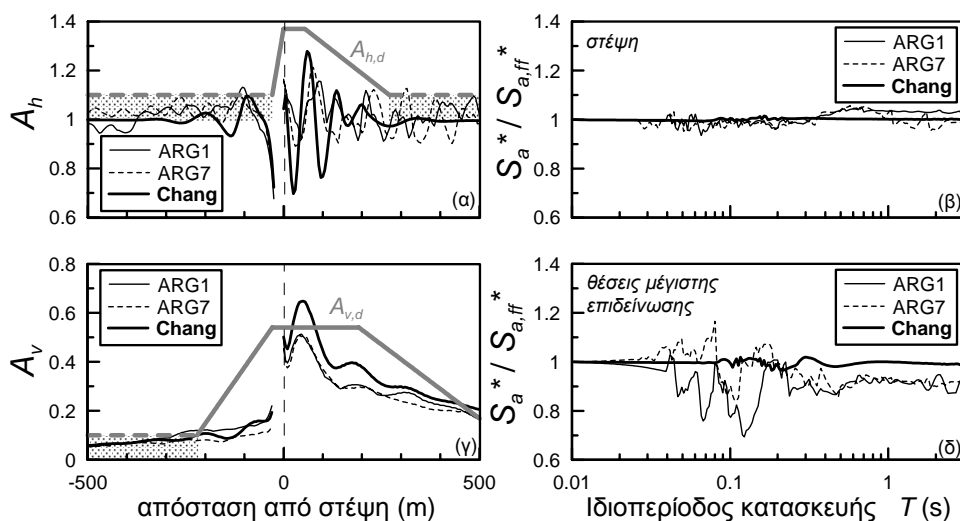 1.4
1.2
1
0.8
0.6
A_h
A_h,d
ARG1
ARG7
Chang
(α)
1.4
1.2
1
0.8
0.6
S_a* / S_a,ff*
στέψη
ARG1
ARG7
Chang
(β)
0.8
0.6
0.4
0.2
0
A_v
A_v,d
ARG1
ARG7
Chang
(γ)
-500 0 500
απόσταση από στέψη (m)
1.4
1.2
1
0.8
0.6
S_a* / S_a,ff*
θέσεις μέγιστης
επιδείνωσης
ARG1
ARG7
Chang
(δ)
0.01 0.1 1
Ιδιοπερίοδος κατασκευής T (s)